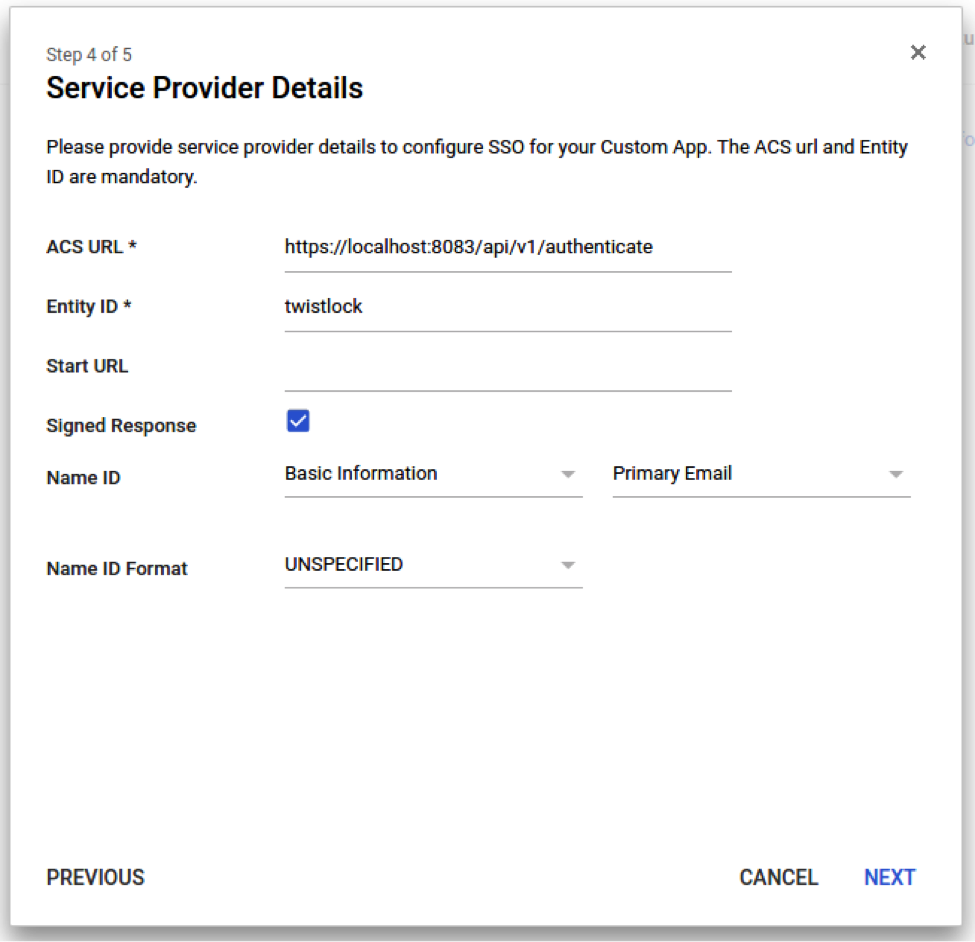 Step 4 of 5
Service Provider Details
Please provide service provider details to configure SSO for your Custom App. The ACS url and Entity
ID are mandatory.
ACS URL * https://localhost:8083/api/v1/authenticate
Entity ID * twistlock
Start URL
Signed Response
Name ID Basic Information Primary Email
Name ID Format UNSPECIFIED
PREVIOUS CANCEL NEXT